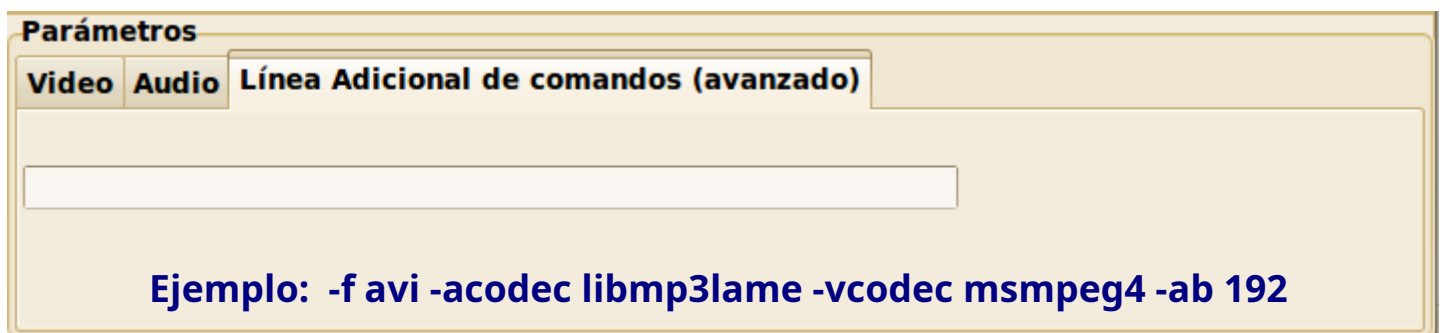 Parámetros
Video Audio Línea Adicional de comandos (avanzado)
Ejemplo: -f avi -acodec libmp3lame -vcodec msmpeg4 -ab 192